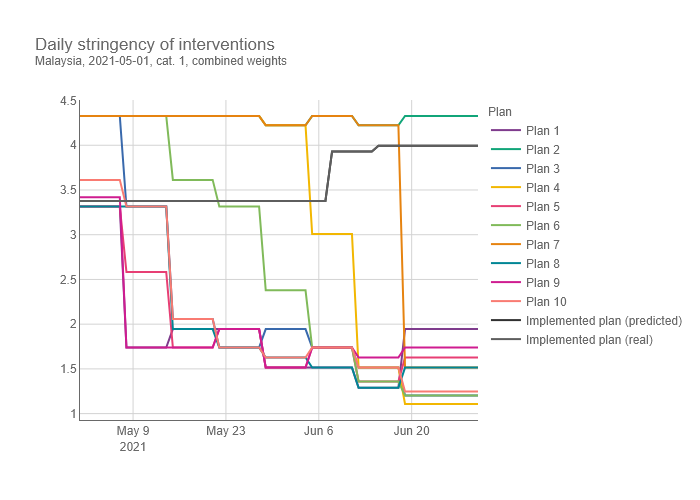 Daily stringency of interventions
Malaysia, 2021-05-01, cat. 1, combined weights
4.5
4
3.5
3
2.5
2
1.5
1
May 9
2021
May 23
Jun 6
Jun 20
Plan
Plan 1
Plan 2
Plan 3
Plan 4
Plan 5
Plan 6
Plan 7
Plan 8
Plan 9
Plan 10
Implemented plan (predicted)
Implemented plan (real)